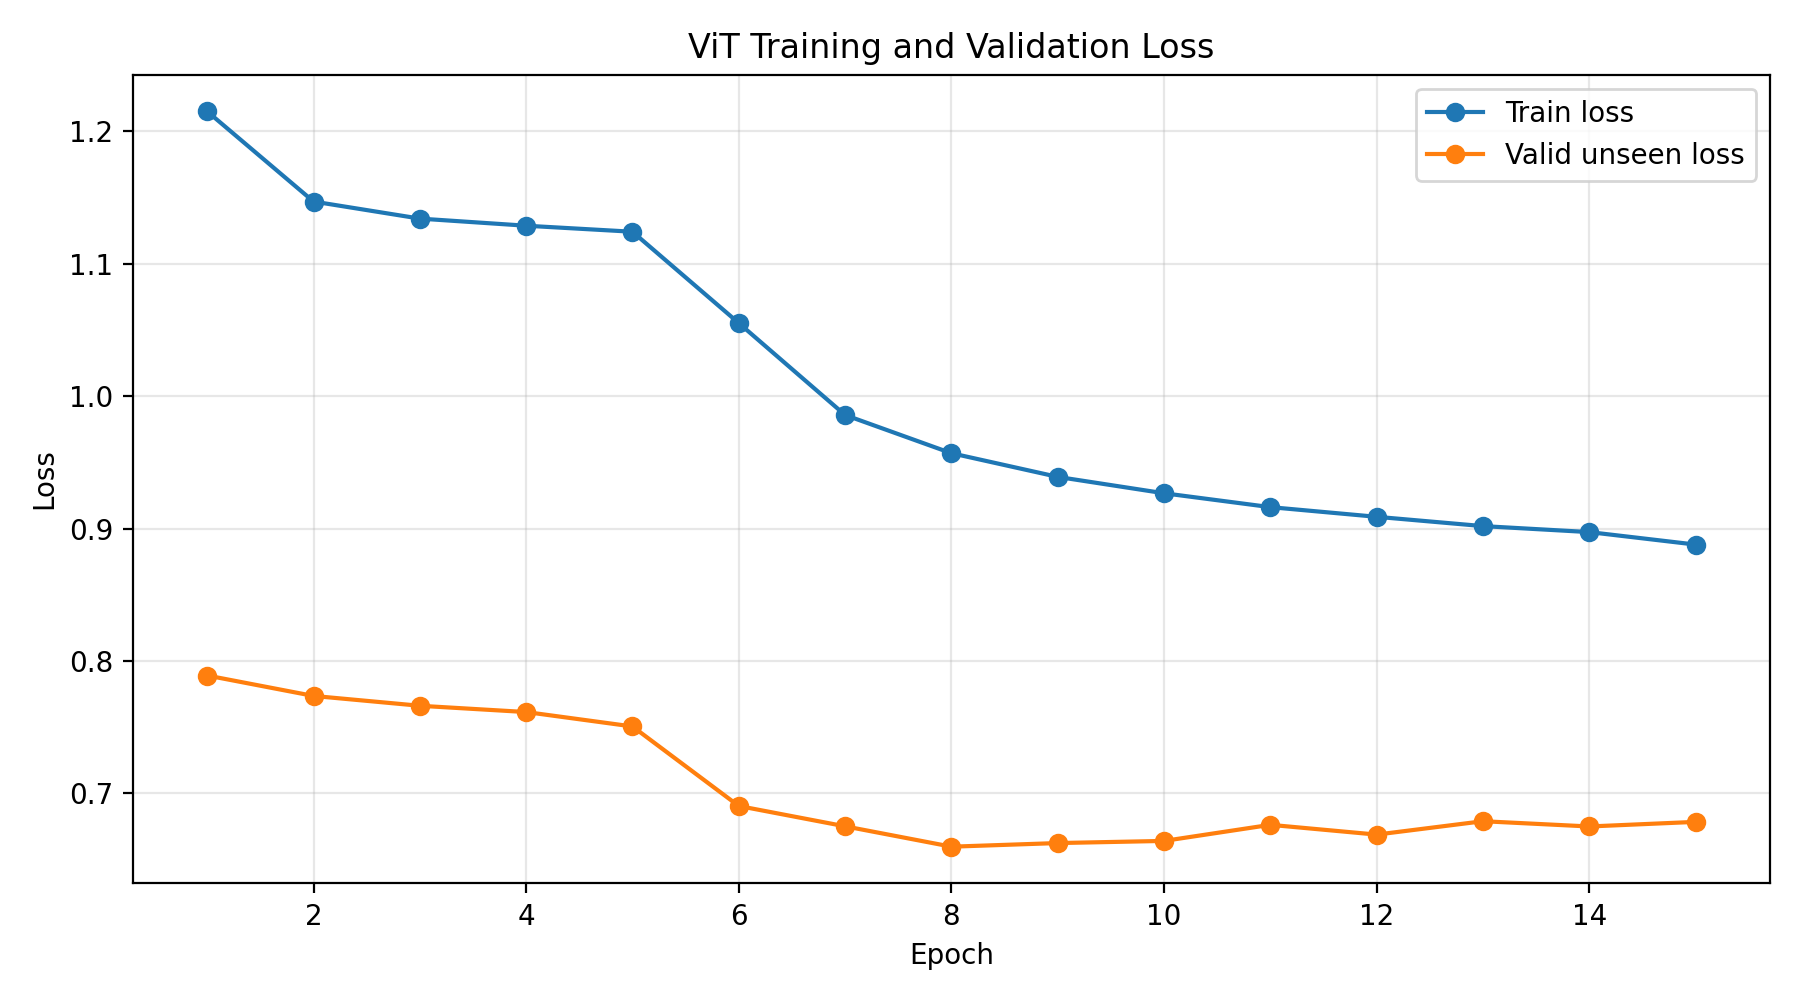 ViT Training and Validation Loss
Train loss
Valid unseen loss
Loss
1.2
1.1
1.0
0.9
0.8
0.7
2 4 6 8 10 12 14
Epoch